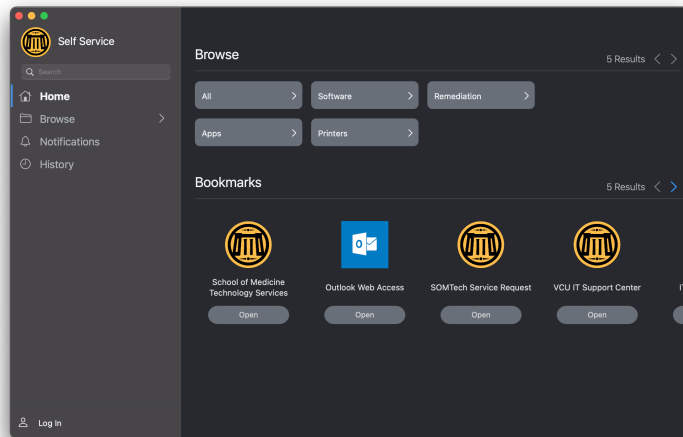 Self Service
Search
Home
Browse
Notifications
History
Log In
Browse
5 Results
All
Software
Remediation
Apps
Printers
Bookmarks
5 Results
School of Medicine
Technology Services
Open
Outlook Web Access
Open
SOMTech Service Request
Open
VCU IT Support Center
Open